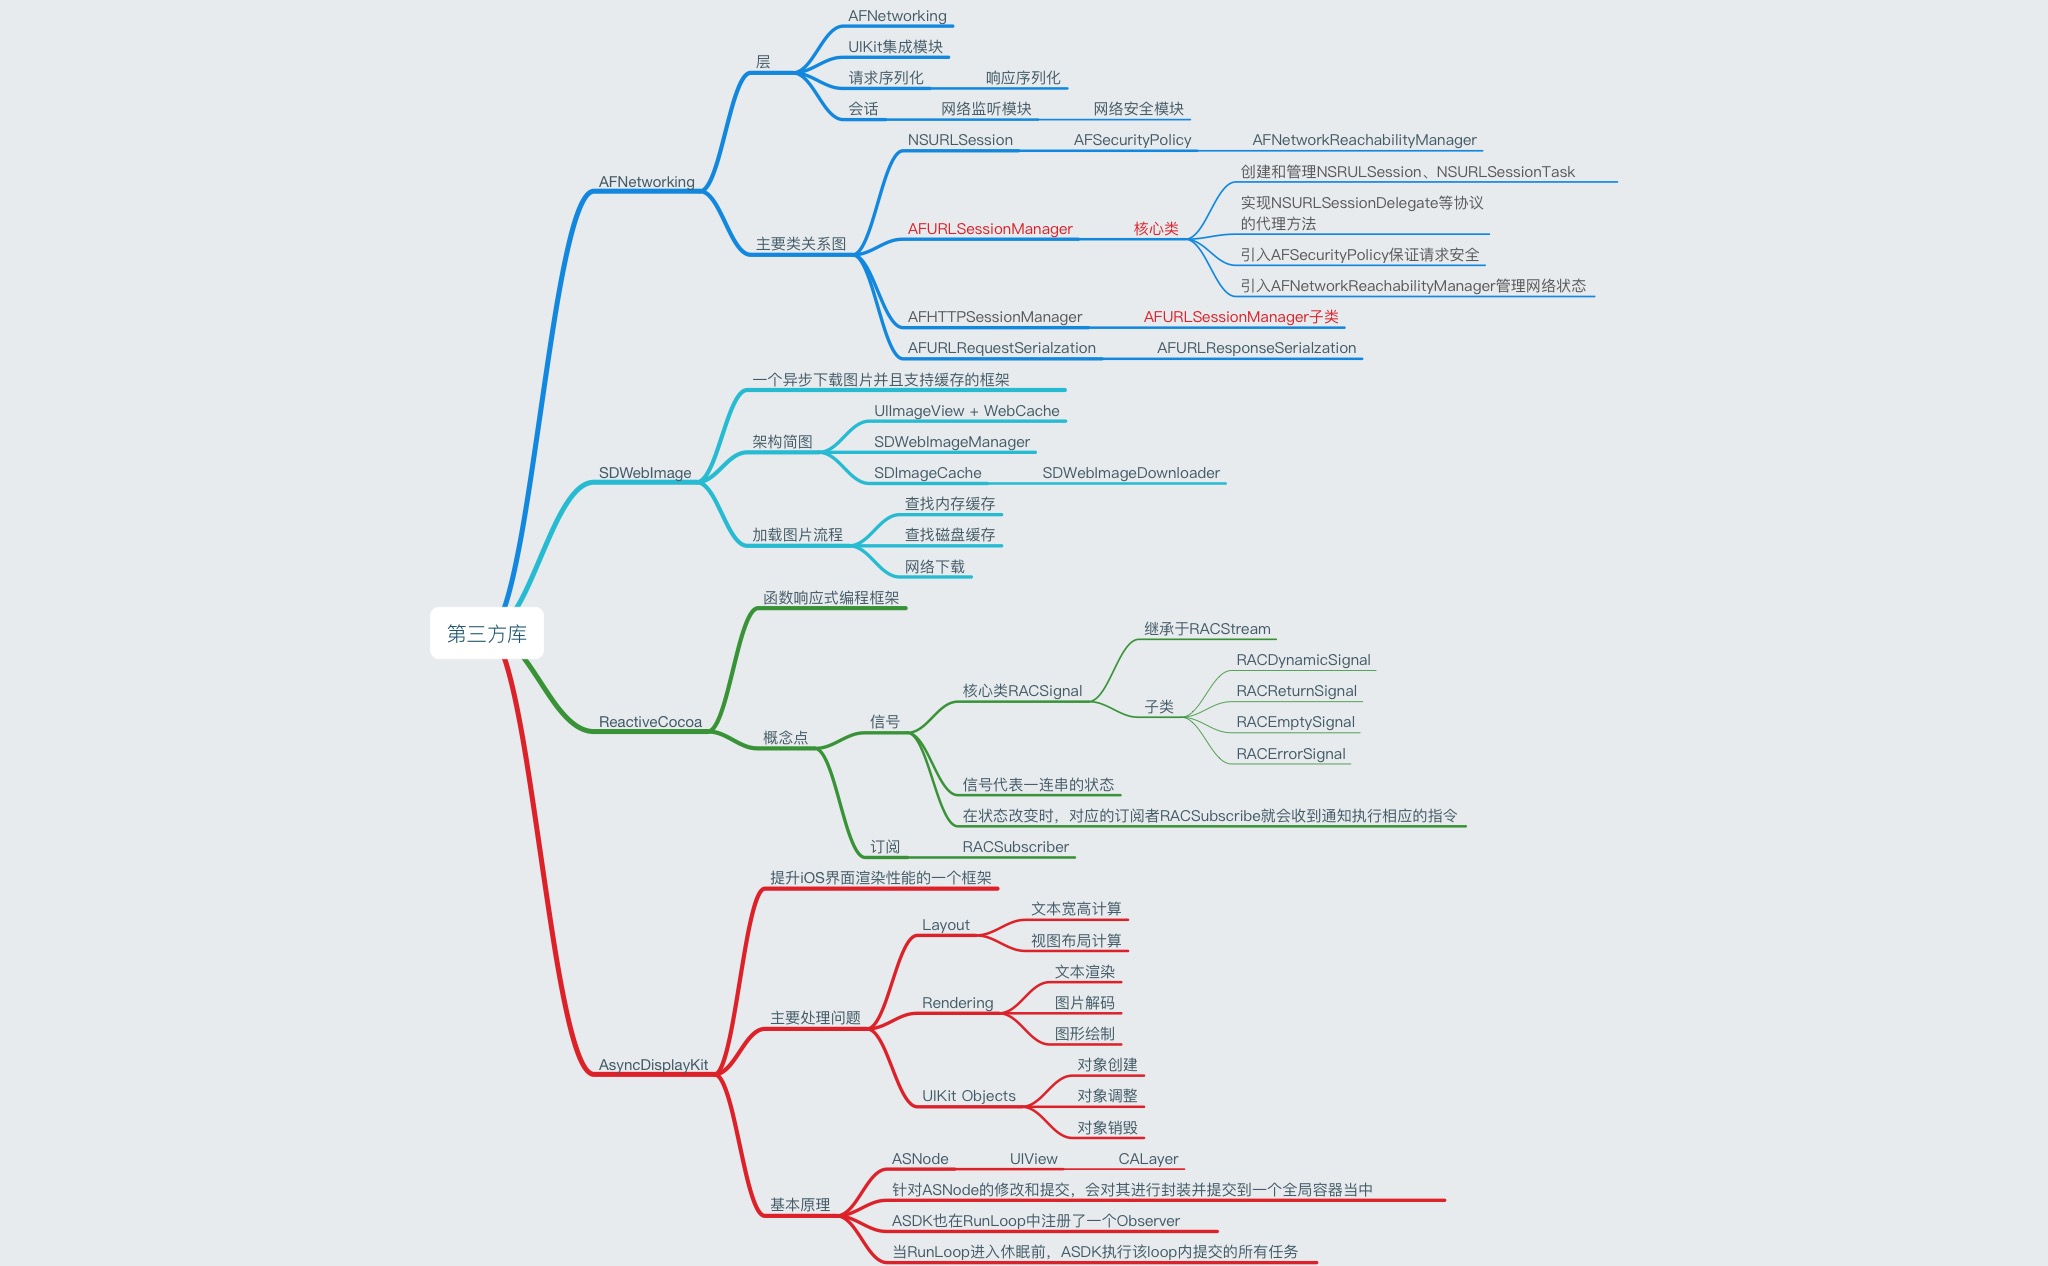 第三方库
AFNetworking
层
AFNetworking
UIKit集成模块
请求序列化
响应序列化
会话
网络监听模块
网络安全模块
主要类关系图
NSURLSession
AFSecurityPolicy
AFNetworkReachabilityManager
AFURLSessionManager
核心类
创建和管理NSRULSession、NSURLSessionTask
实现NSURLSessionDelegate等协议
的代理方法
引入AFSecurityPolicy保证请求安全
引入AFNetworkReachabilityManager管理网络状态
AFHTTPSessionManager
AFURLSessionManager子类
AFURLRequestSerialzation
AFURLResponseSerialzation
SDWebImage
一个异步下载图片并且支持缓存的框架
架构简图
UIImageView + WebCache
SDWebImageManager
SDImageCache
SDWebImageDownloader
加载图片流程
查找内存缓存
查找磁盘缓存
网络下载
ReactiveCocoa
函数响应式编程框架
概念点
信号
核心类RACSignal
继承于RACStream
子类
RACDynamicSignal
RACReturnSignal
RACEmptySignal
RACErrorSignal
信号代表一连串的状态
在状态改变时，对应的订阅者RACSubscribe就会收到通知执行相应的指令
订阅
RACSubscriber
AsyncDisplayKit
提升iOS界面渲染性能的一个框架
主要处理问题
Layout
文本宽高计算
视图布局计算
Rendering
文本渲染
图片解码
图形绘制
UIKit Objects
对象创建
对象调整
对象销毁
基本原理
ASNode
UIView
CALayer
针对ASNode的修改和提交，会对其进行封装并提交到一个全局容器当中
ASDK也在RunLoop中注册了一个Observer
当RunLoop进入休眠前，ASDK执行该loop内提交的所有任务